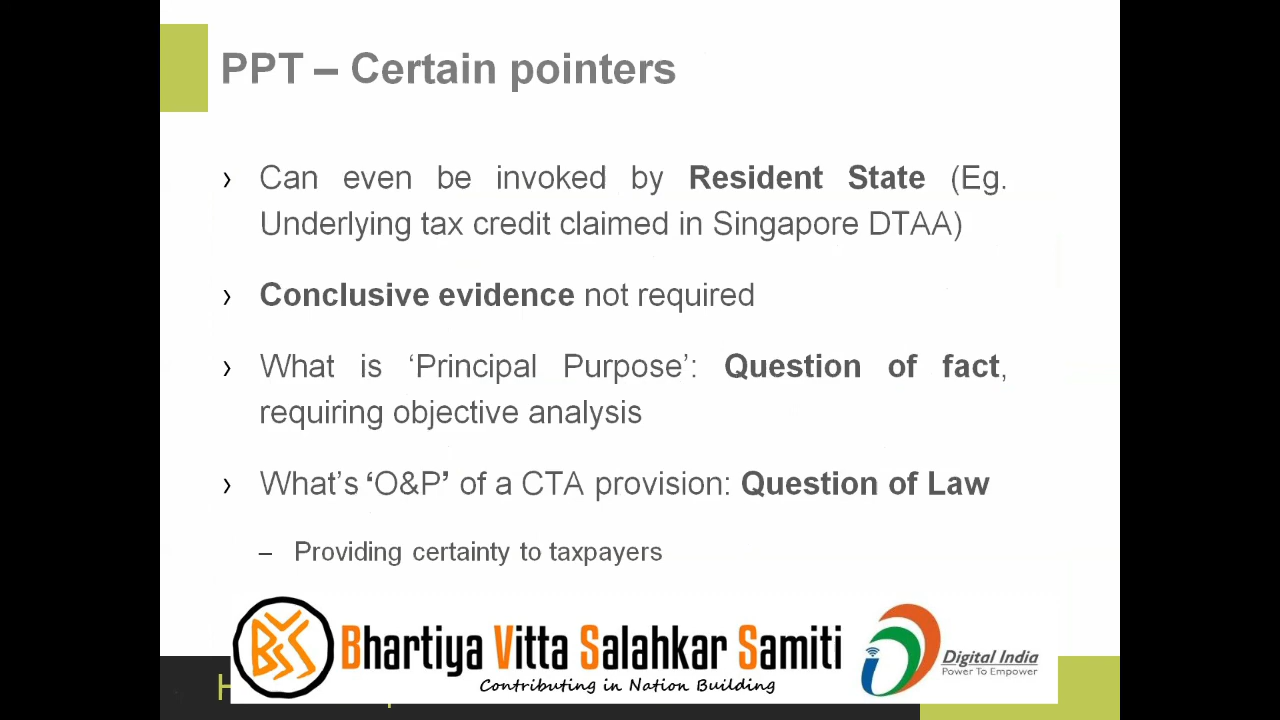 PPT – Certain pointers
› Can even be invoked by Resident State (Eg.
Underlying tax credit claimed in Singapore DTAA)
› Conclusive evidence not required
› What is ‘Principal Purpose’: Question of fact,
requiring objective analysis
› What’s ‘O&P’ of a CTA provision: Question of Law
– Providing certainty to taxpayers
Bhartiya Vitta Salahkar Samiti
Contributing in Nation Building
Digital India
Power To Empower